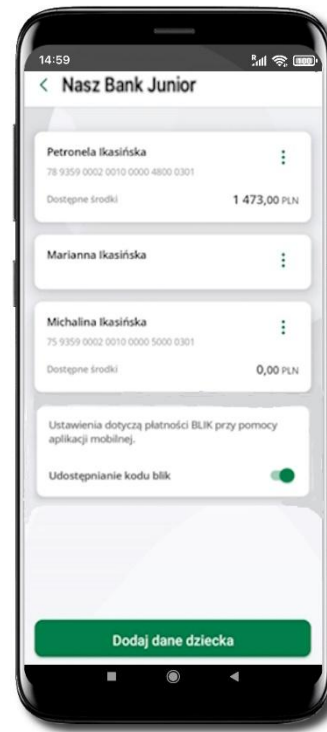 14:59
Nasz Bank Junior
Petronela Ikasińska
78 9359 0002 0010 0000 4800 0301
Dostępne środki 1 473,00 PLN
Marianna Ikasińska
Michalina Ikasińska
75 9359 0002 0010 0000 5000 0301
Dostępne środki 0,00 PLN
Ustawienia dotyczą płatności BLIK przy pomocy
aplikacji mobilnej.
Udostępnianie kodu blik
Dodaj dane dziecka